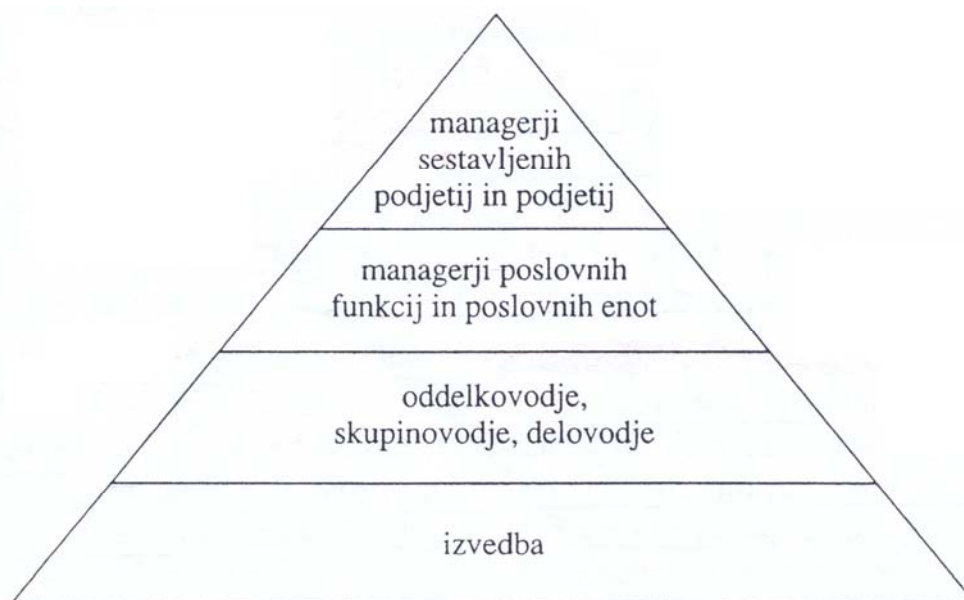 managerji
sestavljenih
podjetij in podjetij
managerji poslovnih
funkcij in poslovnih enot
oddelkovodje,
skupinovodje, delovodje
izvedba